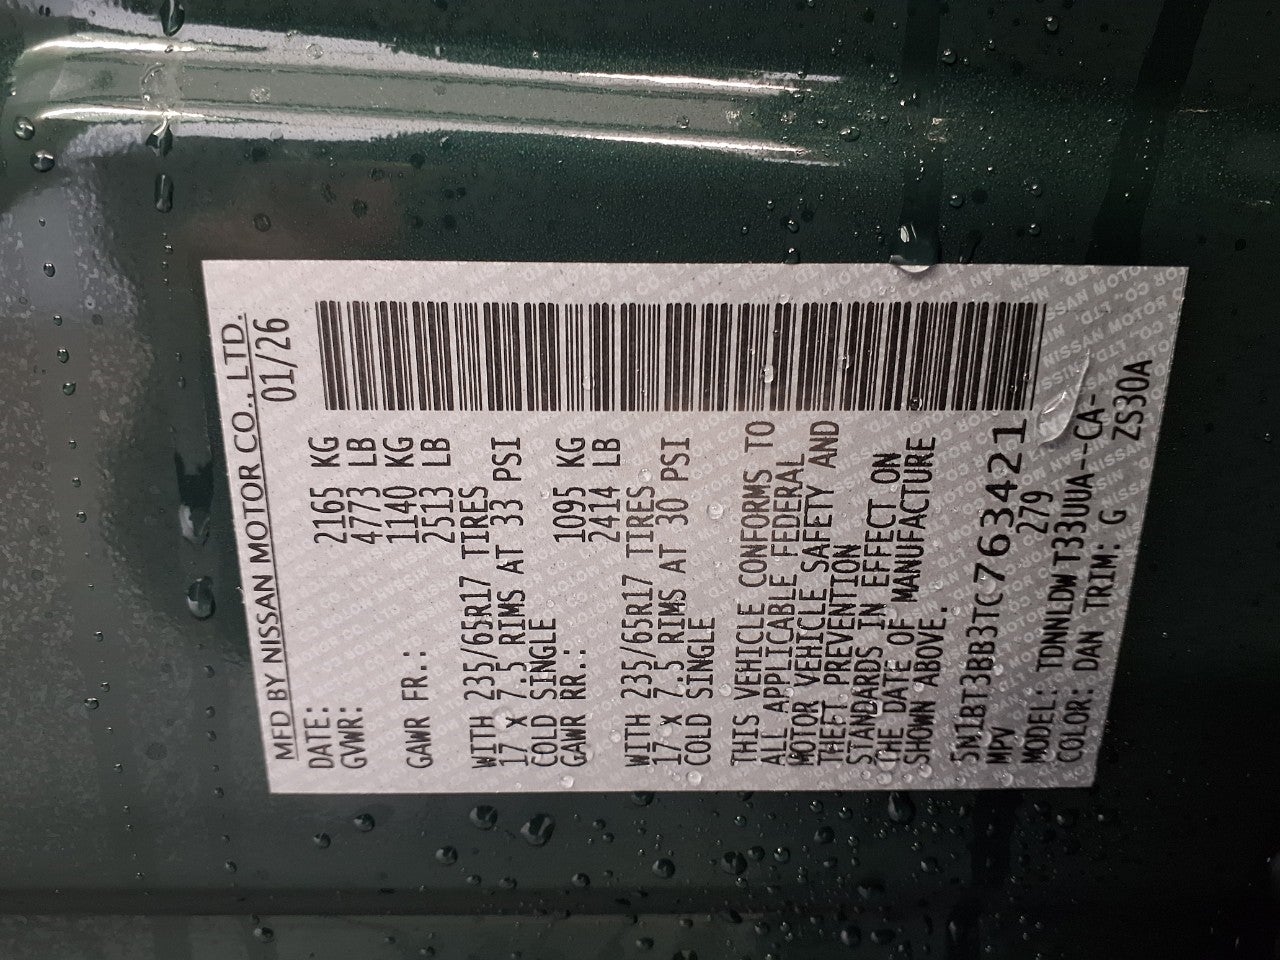 MFD BY NISSAN MOTOR CO., LTD.
DATE: 01/26
GVWR: 2165 KG
4773 LB
GAWR FR.: 1140 KG
2513 LB
WITH 235/65R17 TIRES
17 X 7.5 RIMS AT 33 PSI
COLD SINGLE
GAWR RR.: 1095 KG
2414 LB
WITH 235/65R17 TIRES
17 X 7.5 RIMS AT 30 PSI
COLD SINGLE
THIS VEHICLE CONFORMS TO
ALL APPLICABLE FEDERAL
MOTOR VEHICLE SAFETY AND
THEFT PREVENTION
STANDARDS IN EFFECT ON
THE DATE OF MANUFACTURE
SHOWN ABOVE.
5N1BT3BB3TC763421
MPV 279
MODEL: TDNNLDW T33UUA--CA-
COLOR: DAN TRIM: G ZS30A